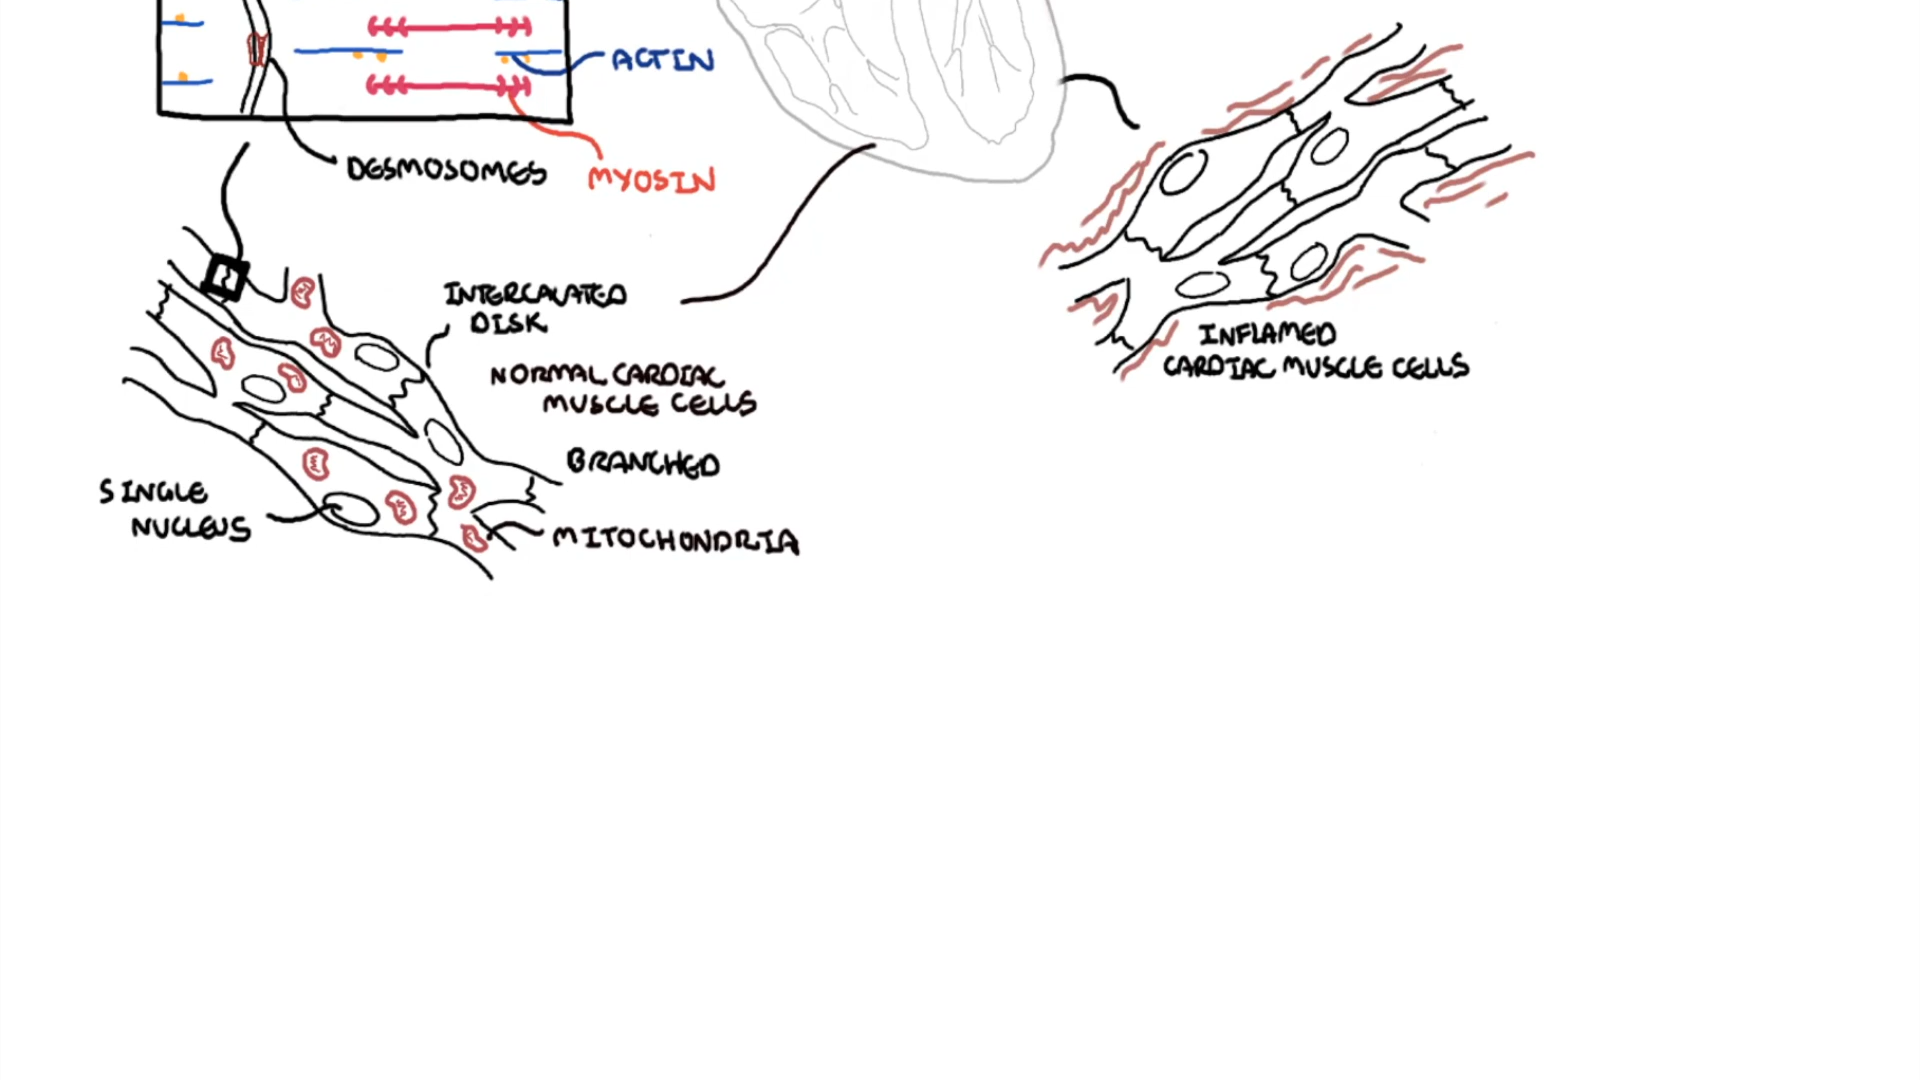 ACTIN
DESMOSOMES
MYOSIN
INTERCALATED
DISK
NORMAL CARDIAC
MUSCLE CELLS
BRANCHED
SINGLE
NUCLEUS
MITOCHONDRIA
INFLAMED
CARDIAC MUSCLE CELLS